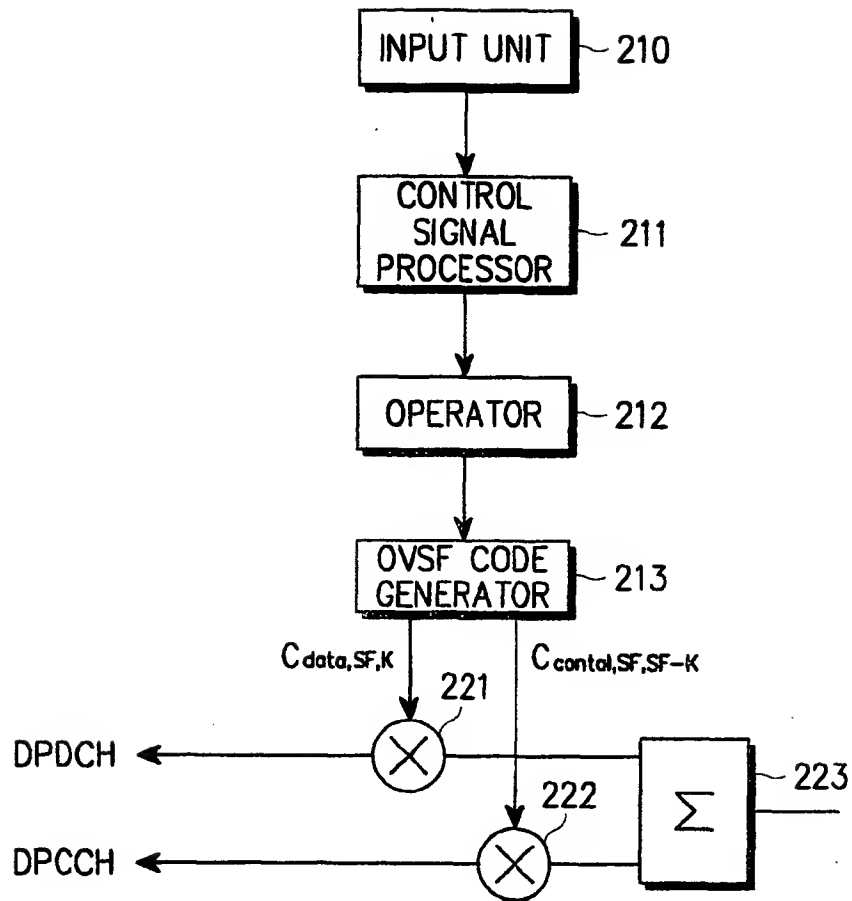 INPUT UNIT
210
CONTROL
SIGNAL
PROCESSOR
211
OPERATOR
212
OVSF CODE
GENERATOR
213
Cdata,SF,K
Ccontol,SF,SF-K
221
DPDCH
222
223
Σ
DPCCH